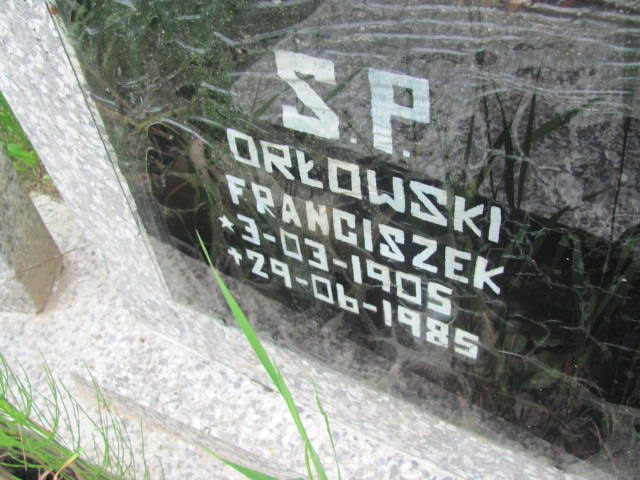 S.P.
ORŁOWSKI
FRANCISZEK
*3-03-1905
+29-06-1985